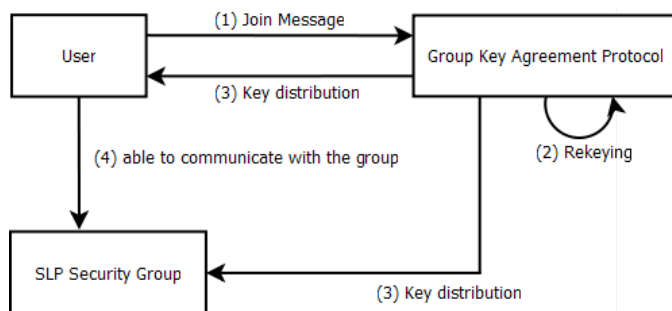 (1) Join Message
User
Group Key Agreement Protocol
(3) Key distribution
(2) Rekeying
(4) able to communicate with the group
SLP Security Group
(3) Key distribution